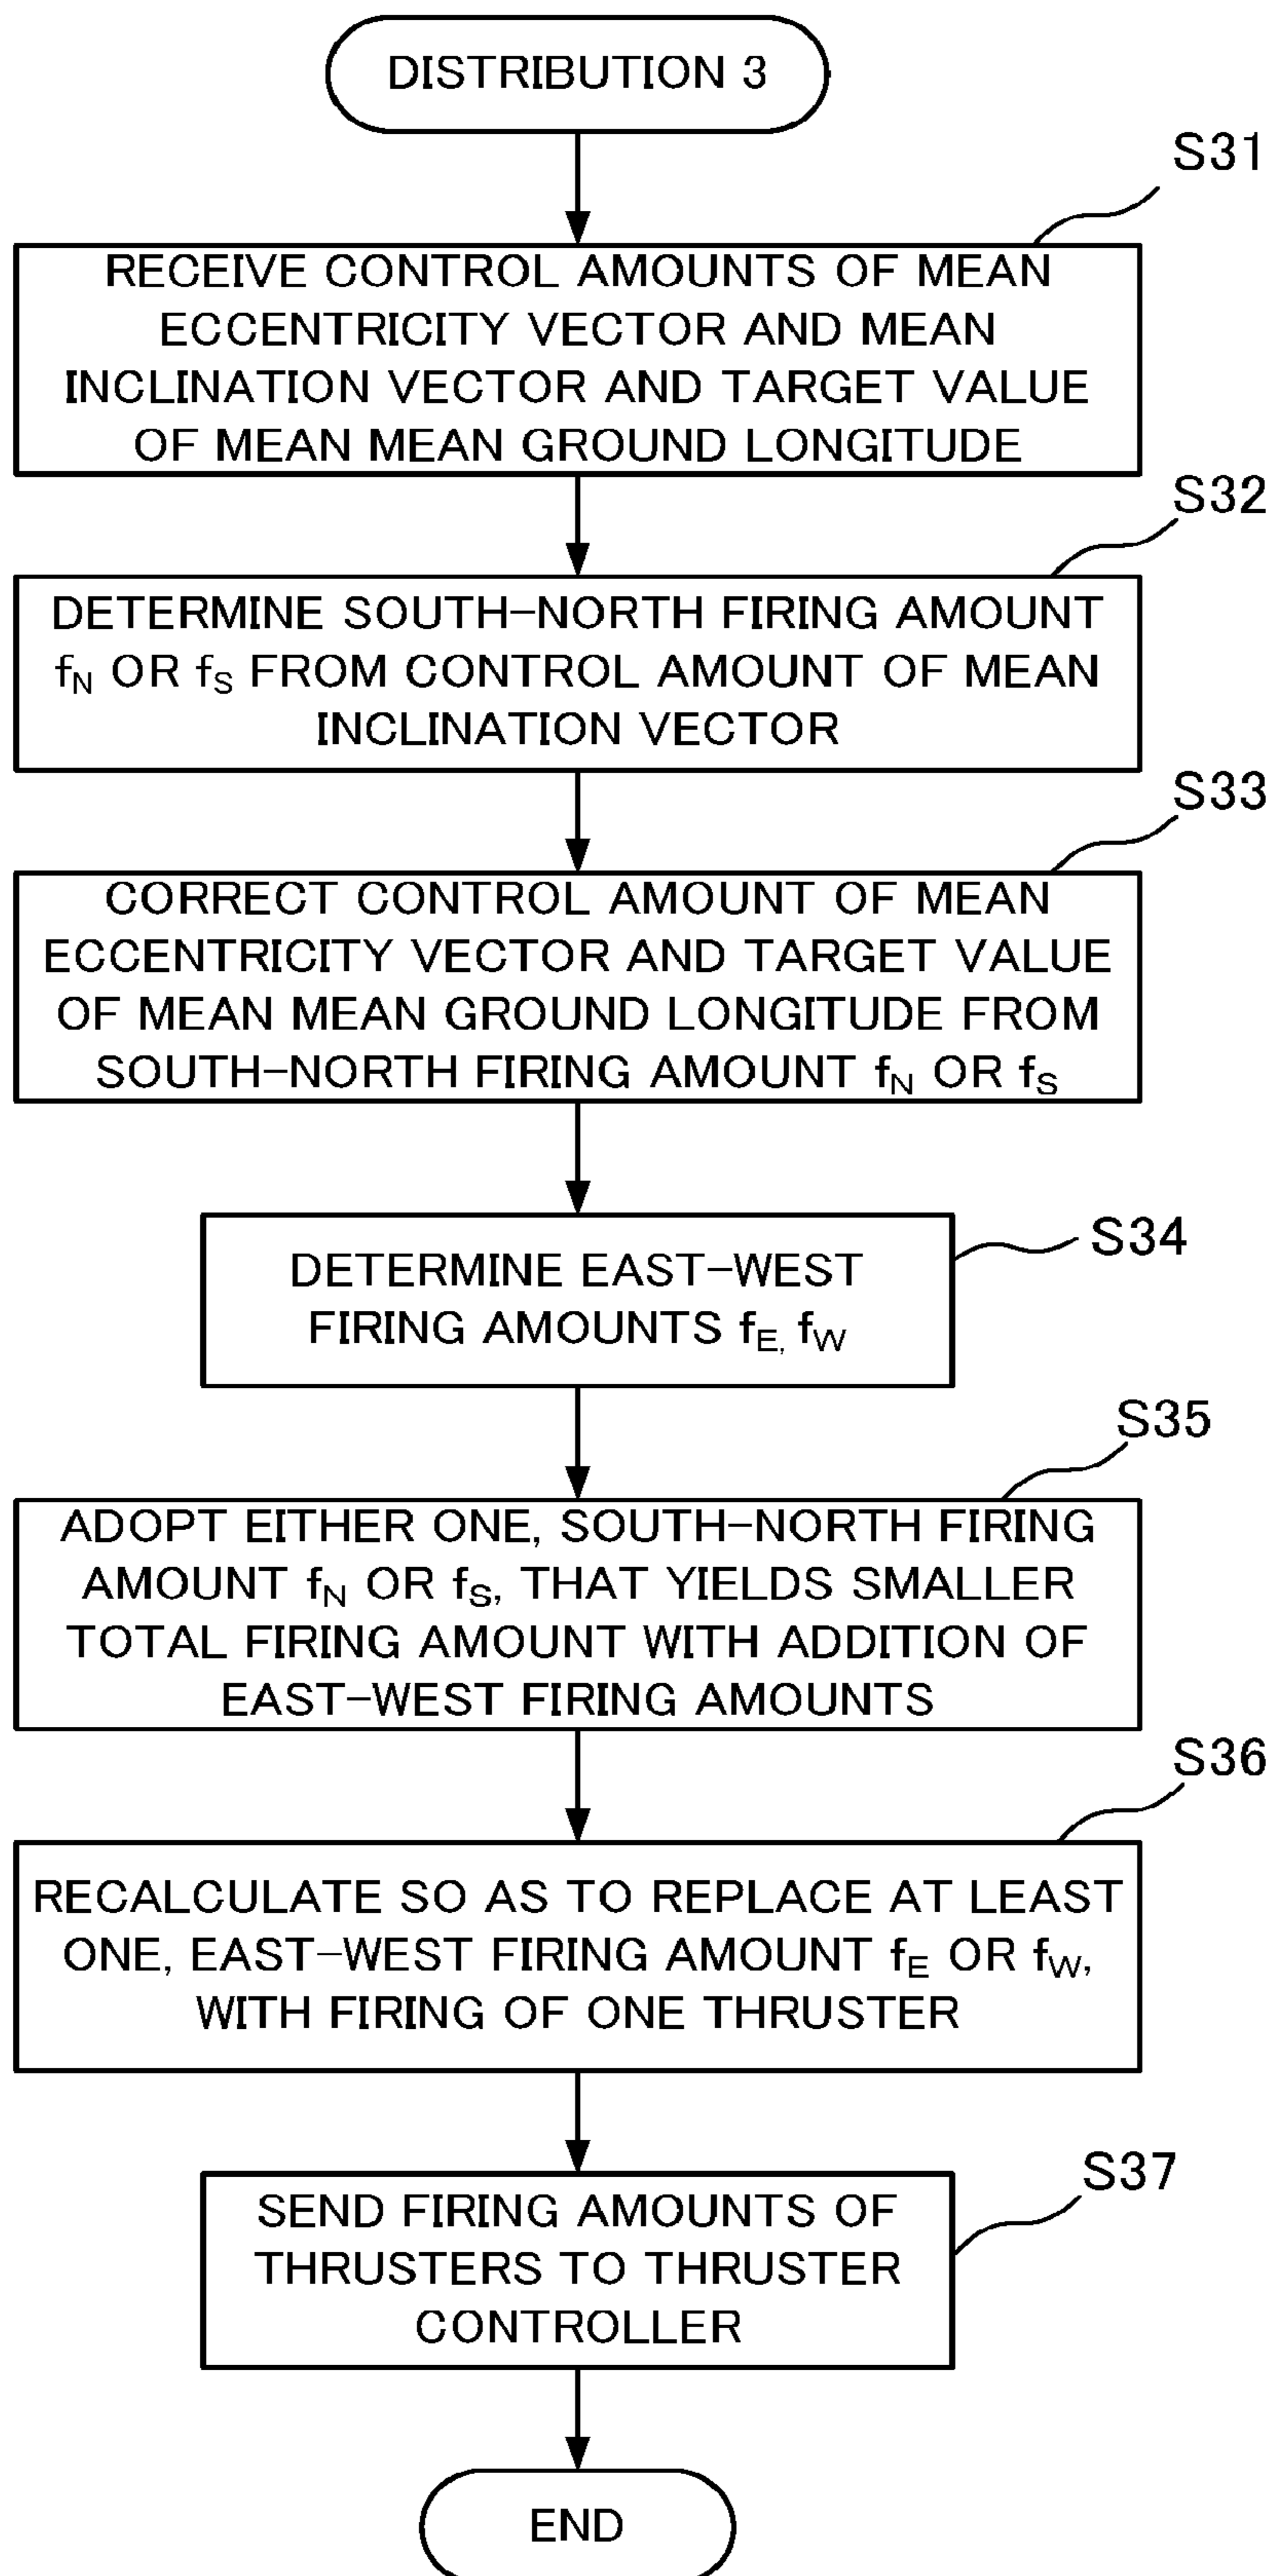 DISTRIBUTION 3
S31
RECEIVE CONTROL AMOUNTS OF MEAN
ECCENTRICITY VECTOR AND MEAN
INCLINATION VECTOR AND TARGET VALUE
OF MEAN MEAN GROUND LONGITUDE
S32
DETERMINE SOUTH-NORTH FIRING AMOUNT
fN OR fS FROM CONTROL AMOUNT OF MEAN
INCLINATION VECTOR
S33
CORRECT CONTROL AMOUNT OF MEAN
ECCENTRICITY VECTOR AND TARGET VALUE
OF MEAN MEAN GROUND LONGITUDE FROM
SOUTH-NORTH FIRING AMOUNT fN OR fS
S34
DETERMINE EAST-WEST
FIRING AMOUNTS fE, fW
S35
ADOPT EITHER ONE, SOUTH-NORTH FIRING
AMOUNT fN OR fS, THAT YIELDS SMALLER
TOTAL FIRING AMOUNT WITH ADDITION OF
EAST-WEST FIRING AMOUNTS
S36
RECALCULATE SO AS TO REPLACE AT LEAST
ONE, EAST-WEST FIRING AMOUNT fE OR fW,
WITH FIRING OF ONE THRUSTER
S37
SEND FIRING AMOUNTS OF
THRUSTERS TO THRUSTER
CONTROLLER
END